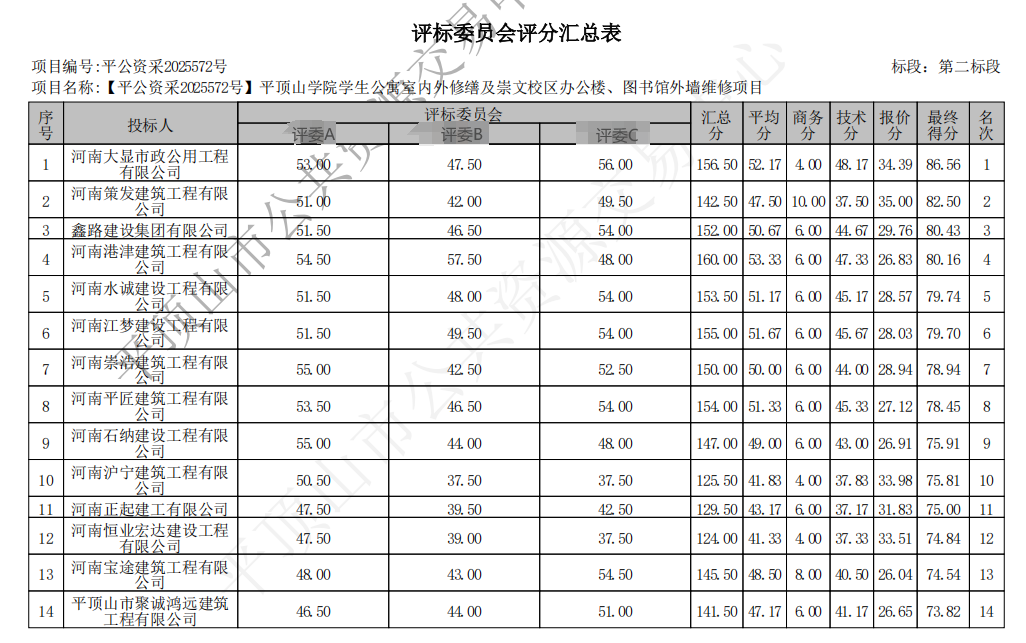 评标委员会评分汇总表
项目编号:平公资采2025572号 标段：第二标段
项目名称:【平公资采2025572号】平顶山学院学生公寓室内外修缮及崇文校区办公楼、图书馆外墙维修项目
序号 投标人 评标委员会 汇总分 平均分 商务分 技术分 报价分 最终得分 名次
评委A 评委B 评委C
1 河南大显市政公用工程有限公司 53.00 47.50 56.00 156.50 52.17 4.00 48.17 34.39 86.56 1
2 河南策发建筑工程有限公司 51.00 42.00 49.50 142.50 47.50 10.00 37.50 35.00 82.50 2
3 鑫路建设集团有限公司 51.50 46.50 54.00 152.00 50.67 6.00 44.67 29.76 80.43 3
4 河南港津建筑工程有限公司 54.50 57.50 48.00 160.00 53.33 6.00 47.33 26.83 80.16 4
5 河南水诚建设工程有限公司 51.50 48.00 54.00 153.50 51.17 6.00 45.17 28.57 79.74 5
6 河南江梦建设工程有限公司 51.50 49.50 54.00 155.00 51.67 6.00 45.67 28.03 79.70 6
7 河南崇浩建筑工程有限公司 55.00 42.50 52.50 150.00 50.00 6.00 44.00 28.94 78.94 7
8 河南平匠建筑工程有限公司 53.50 46.50 54.00 154.00 51.33 6.00 45.33 27.12 78.45 8
9 河南石纳建设工程有限公司 55.00 44.00 48.00 147.00 49.00 6.00 43.00 26.91 75.91 9
10 河南沪宁建筑工程有限公司 50.50 37.50 37.50 125.50 41.83 4.00 37.83 33.98 75.81 10
11 河南正起建工有限公司 47.50 39.50 42.50 129.50 43.17 6.00 37.17 31.83 75.00 11
12 河南恒业宏达建设工程有限公司 47.50 39.00 37.50 124.00 41.33 4.00 37.33 33.51 74.84 12
13 河南宝途建筑工程有限公司 48.00 43.00 54.50 145.50 48.50 8.00 40.50 26.04 74.54 13
14 平顶山市聚诚鸿远建筑工程有限公司 46.50 44.00 51.00 141.50 47.17 6.00 41.17 26.65 73.82 14
平顶山市公共资源交易中
平顶山市公共资源交易中心